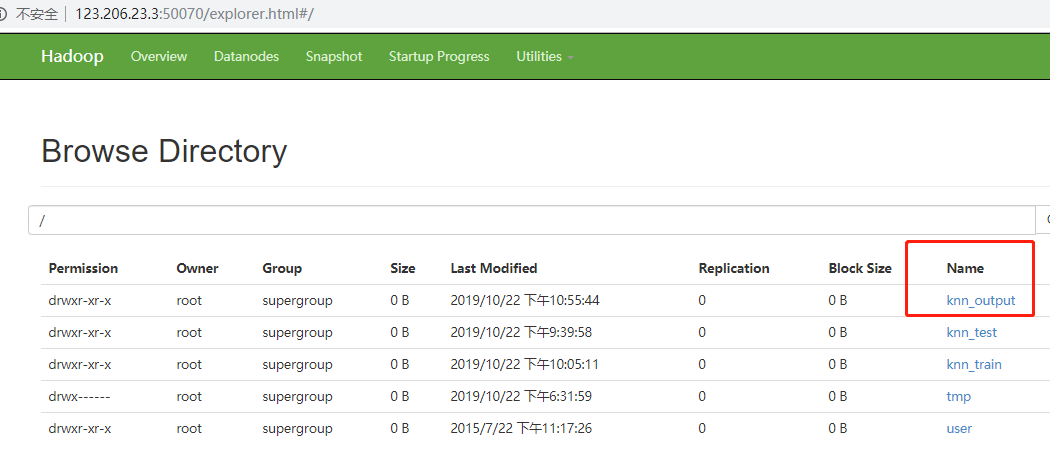 不安全 123.206.23.3:50070/explorer.html#/
Hadoop Overview Datanodes Snapshot Startup Progress Utilities
Browse Directory
/
Permission Owner Group Size Last Modified Replication Block Size Name
drwxr-xr-x root supergroup 0 B 2019/10/22 下午10:55:44 0 0 B knn_output
drwxr-xr-x root supergroup 0 B 2019/10/22 下午9:39:58 0 0 B knn_test
drwxr-xr-x root supergroup 0 B 2019/10/22 下午10:05:11 0 0 B knn_train
drwx------ root supergroup 0 B 2019/10/22 下午6:31:59 0 0 B tmp
drwxr-xr-x root supergroup 0 B 2015/7/22 下午11:17:26 0 0 B user